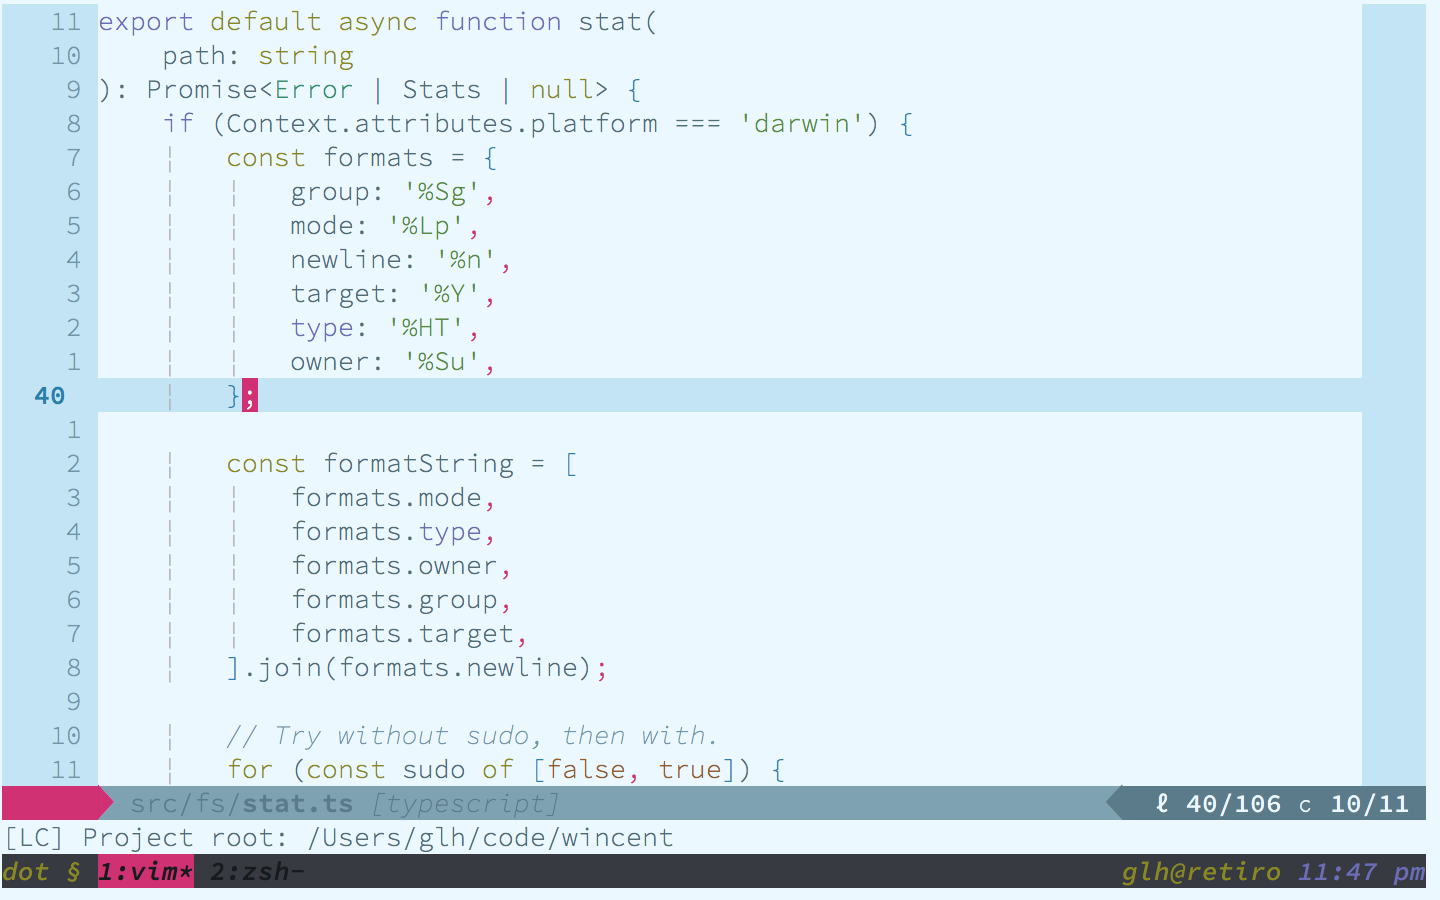 11 export default async function stat(
10     path: string
9 ): Promise<Error | Stats | null> {
8     if (Context.attributes.platform === 'darwin') {
7     ¦   const formats = {
6     ¦   ¦   group: '%Sg',
5     ¦   ¦   mode: '%Lp',
4     ¦   ¦   newline: '%n',
3     ¦   ¦   target: '%Y',
2     ¦   ¦   type: '%HT',
1     ¦   ¦   owner: '%Su',
40     ¦   };
1
2     ¦   const formatString = [
3     ¦   ¦   formats.mode,
4     ¦   ¦   formats.type,
5     ¦   ¦   formats.owner,
6     ¦   ¦   formats.group,
7     ¦   ¦   formats.target,
8     ¦   ].join(formats.newline);
9
10     ¦   // Try without sudo, then with.
11     ¦   for (const sudo of [false, true]) {
src/fs/stat.ts [typescript] ℓ 40/106 c 10/11
[LC] Project root: /Users/glh/code/wincent
dot § 1:vim* 2:zsh- glh@retiro 11:47 pm